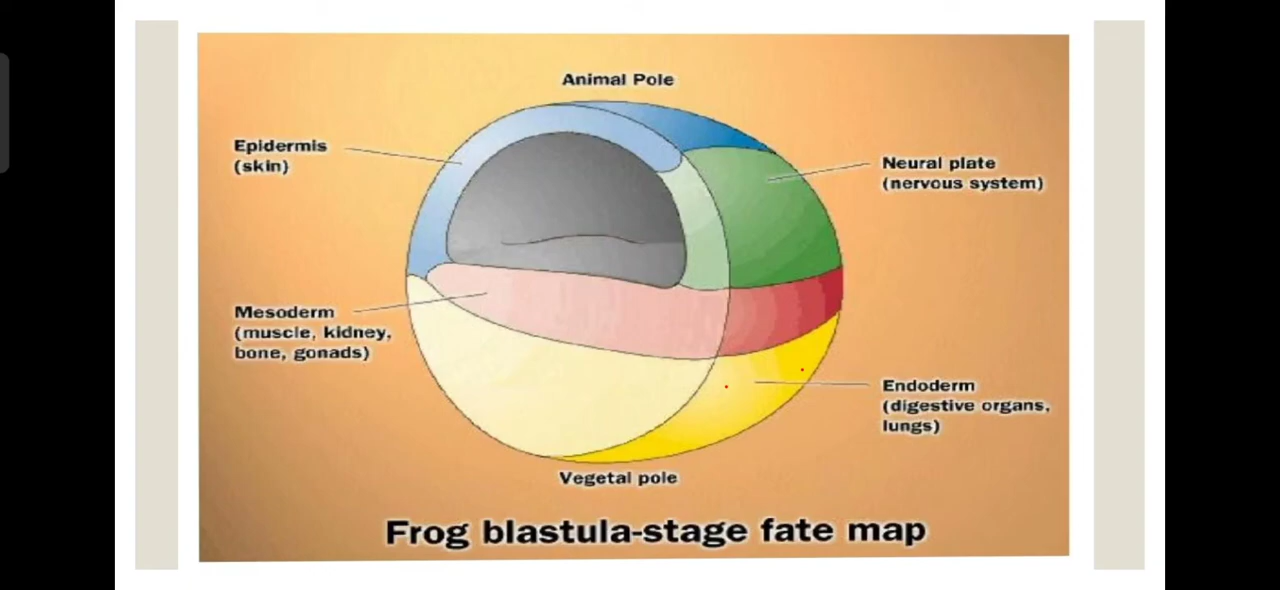 Animal Pole
Epidermis
(skin)
Neural plate
(nervous system)
Mesoderm
(muscle, kidney,
bone, gonads)
Endoderm
(digestive organs,
lungs)
Vegetal pole
Frog blastula-stage fate map